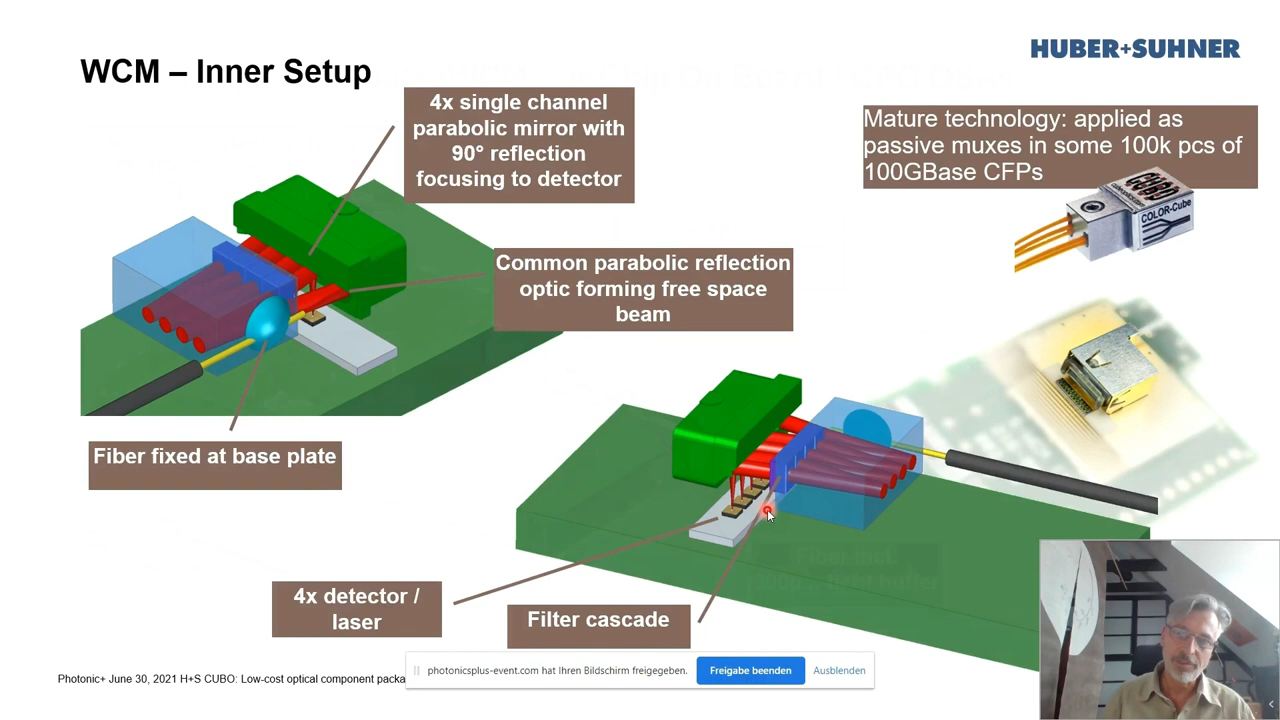 HUBER+SUHNER
WCM – Inner Setup
4x single channel
parabolic mirror with
90° reflection
focusing to detector
Mature technology: applied as
passive muxes in some 100k pcs of
100GBase CFPs
CUBO
COLOR-Cube
Common parabolic reflection
optic forming free space
beam
Fiber fixed at base plate
4x detector /
laser
Filter cascade
photonicsplus-event.com hat Ihren Bildschirm freigegeben.
Freigabe beenden
Ausblenden
Photonic+ June 30, 2021 H+S CUBO: Low-cost optical component packa